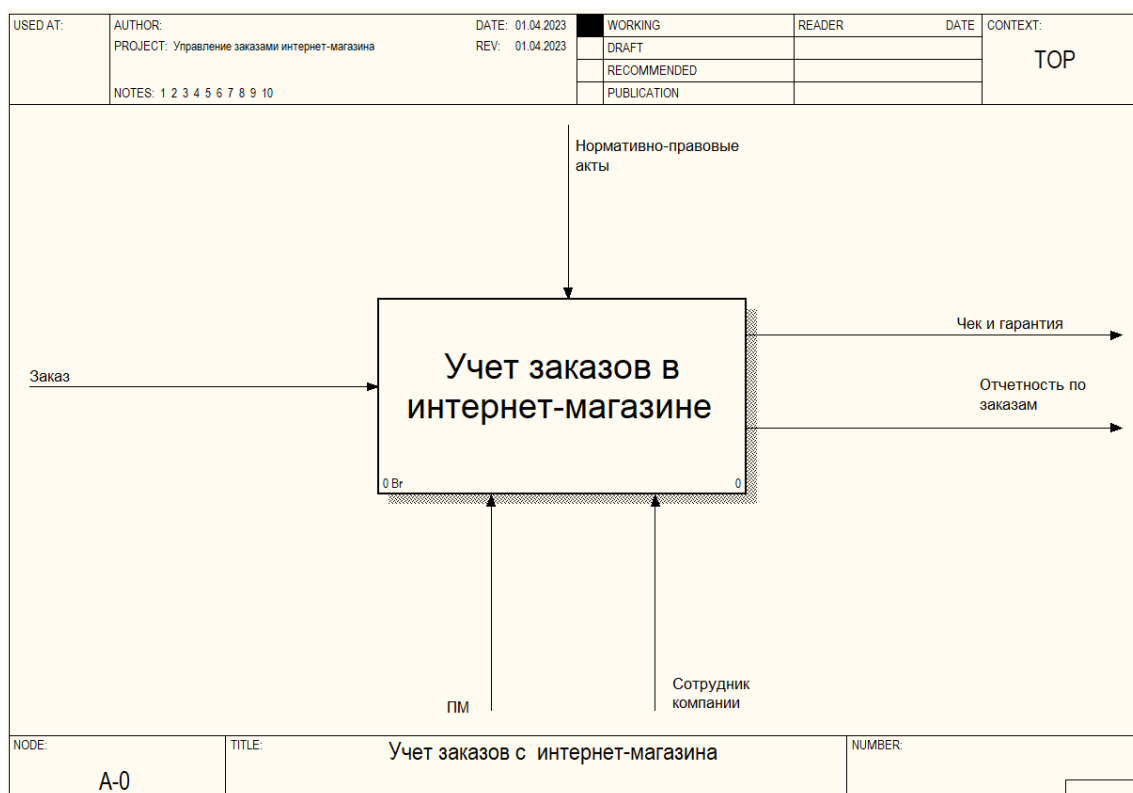 USED AT:
AUTHOR:
DATE: 01.04.2023
WORKING
READER
DATE
CONTEXT:
PROJECT: Управление заказами интернет-магазина
REV: 01.04.2023
DRAFT
TOP
RECOMMENDED
NOTES: 1 2 3 4 5 6 7 8 9 10
PUBLICATION
Нормативно-правовые
акты
Чек и гарантия
Заказ
Учет заказов в
интернет-магазине
Отчетность по
заказам
0 Br
0
ПМ
Сотрудник
компании
NODE:
A-0
TITLE:
Учет заказов с интернет-магазина
NUMBER: